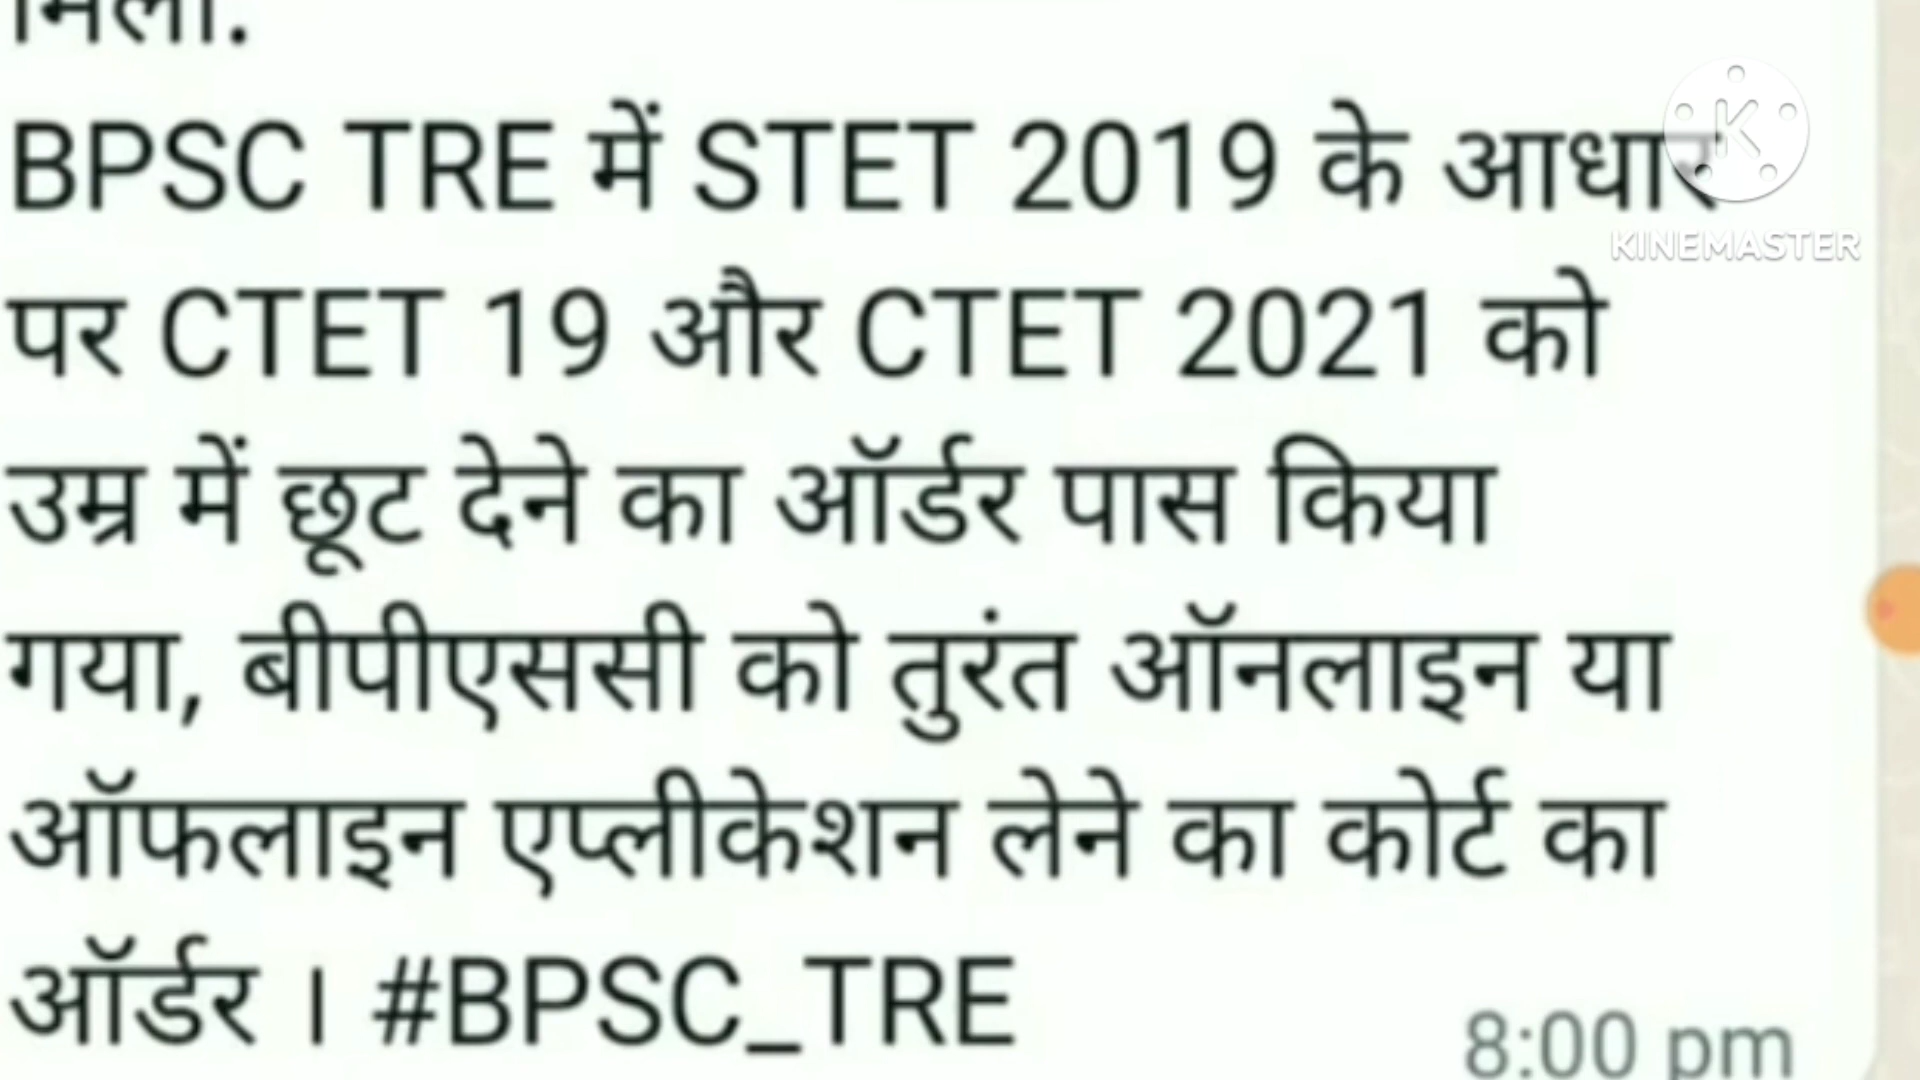 मिला.
BPSC TRE में STET 2019 के आधार
KINEMASTER
पर CTET 19 और CTET 2021 को
उम्र में छूट देने का ऑर्डर पास किया
गया, बीपीएससी को तुरंत ऑनलाइन या
ऑफलाइन एप्लीकेशन लेने का कोर्ट का
ऑर्डर । #BPSC_TRE
8:00 pm